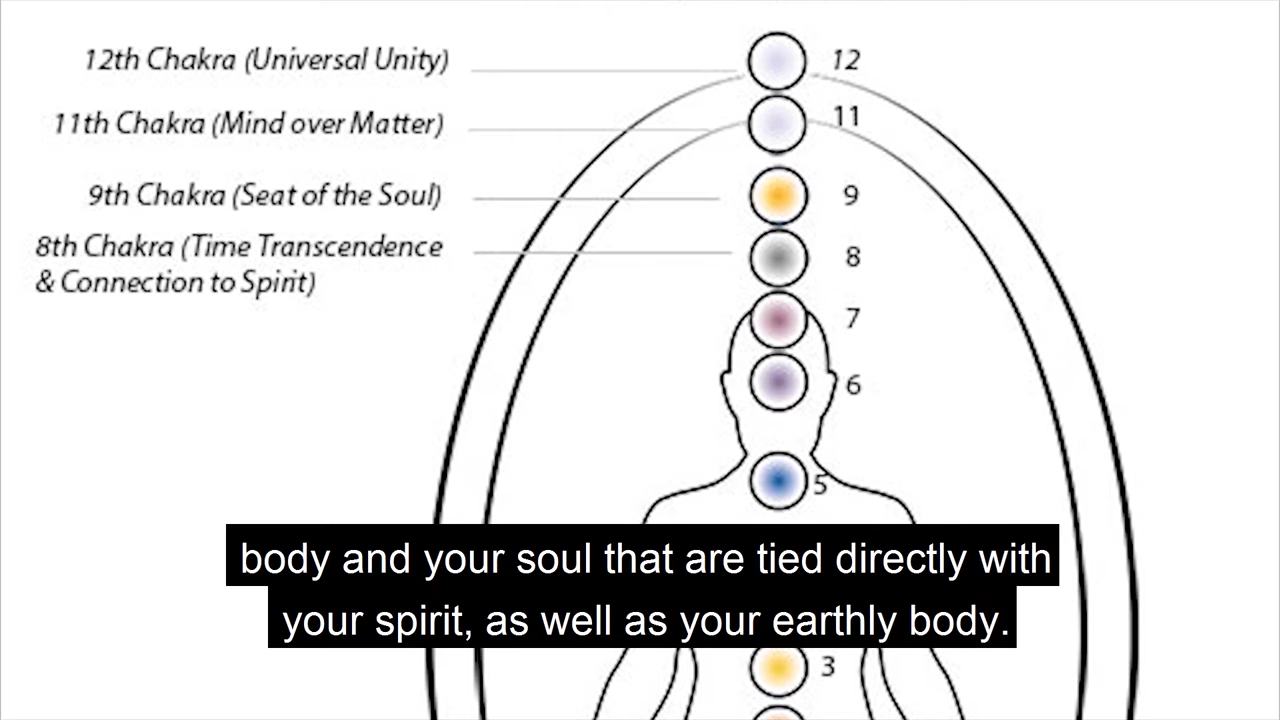 12th Chakra (Universal Unity)
12
11th Chakra (Mind over Matter)
11
9th Chakra (Seat of the Soul)
9
8th Chakra (Time Transcendence
& Connection to Spirit)
8
7
6
5
body and your soul that are tied directly with
your spirit, as well as your earthly body.
3